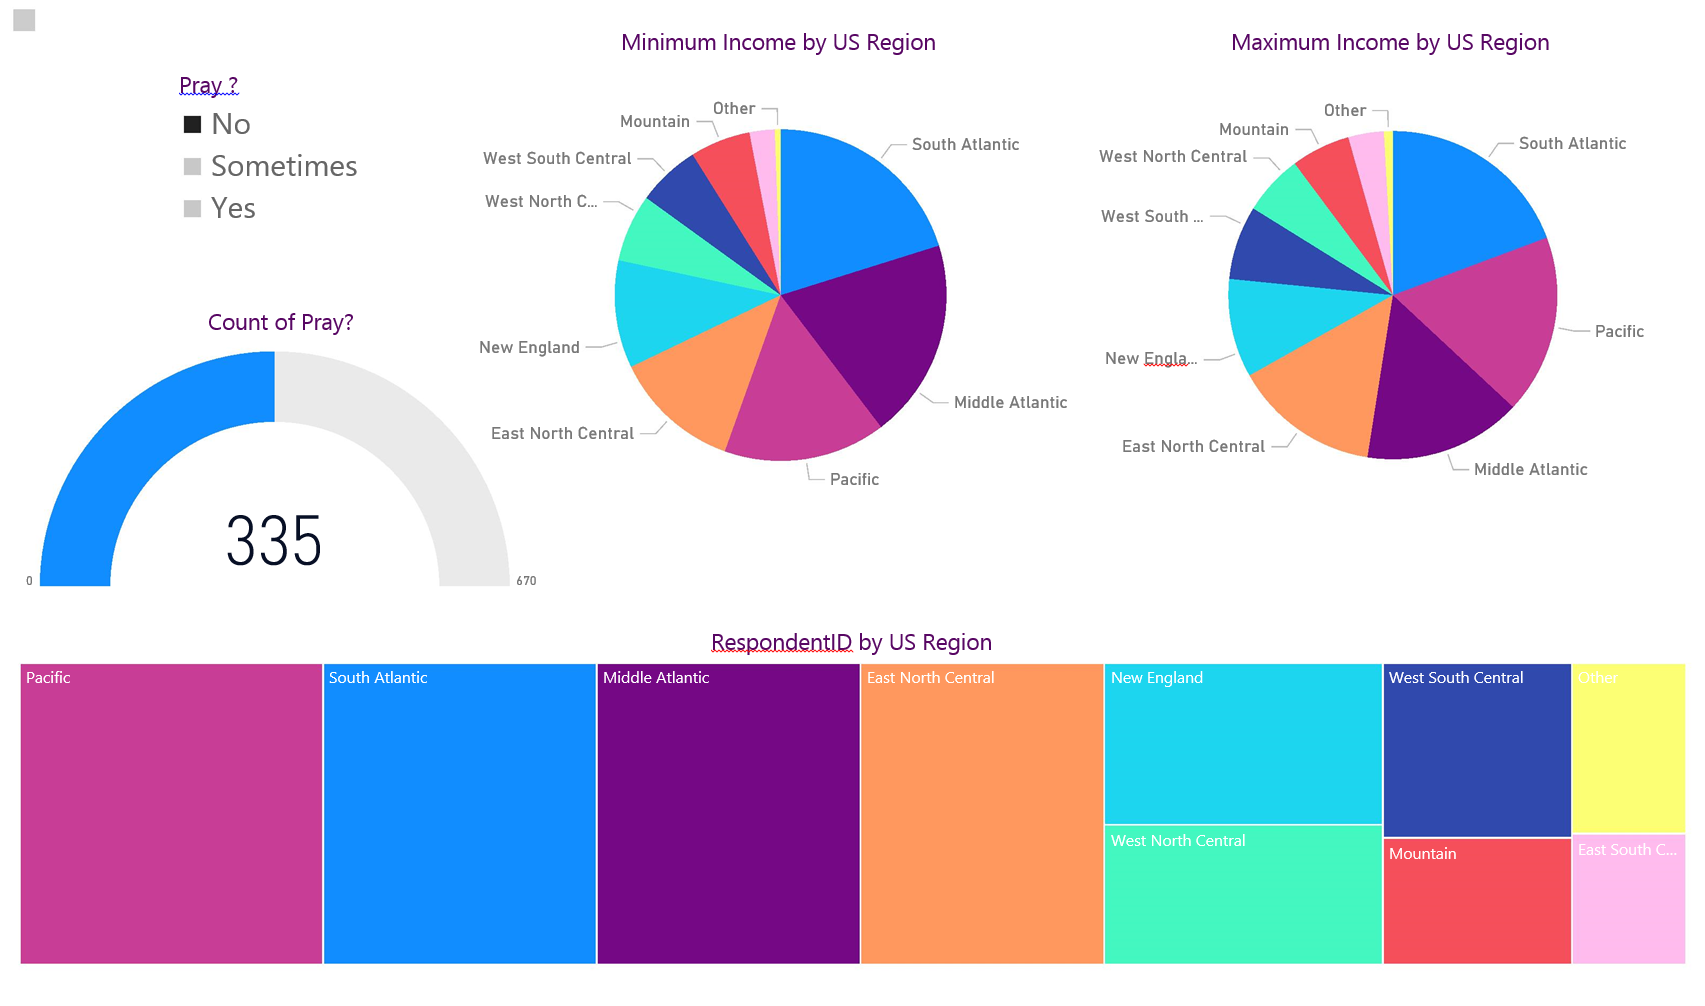 Minimum Income by US Region
Maximum Income by US Region
Pray ?
No
Sometimes
Yes
Other
Mountain
South Atlantic
West South Central
West North C...
New England
Middle Atlantic
East North Central
Pacific
Other
Mountain
South Atlantic
West North Central
West South ...
Pacific
New Engla...
East North Central
Middle Atlantic
Count of Pray?
335
0
670
RespondentID by US Region
Pacific
South Atlantic
Middle Atlantic
East North Central
New England
West South Central
Other
West North Central
Mountain
East South C...